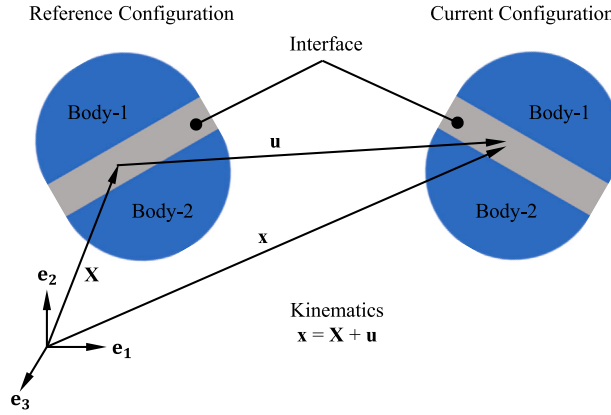 Reference Configuration
Current Configuration
Interface
Body-1
Body-1
u
Body-2
Body-2
x
X
e₂
Kinematics
x = X + u
e₁
e₃